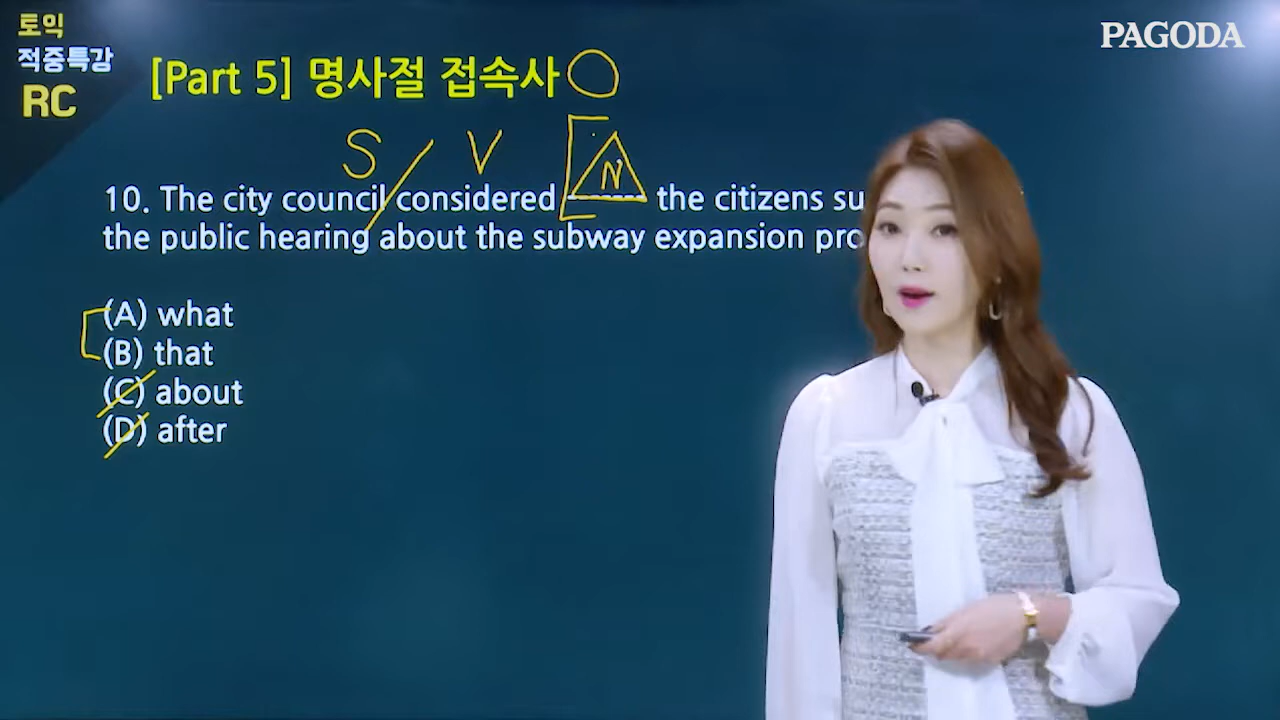 토익
적중특강
RC
PAGODA
[Part 5] 명사절 접속사
S / V N
10. The city council considered the citizens su
the public hearing about the subway expansion pro
(A) what
(B) that
(C) about
(D) after